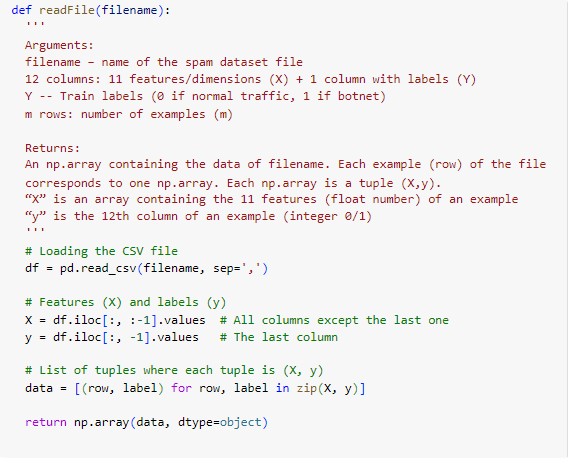 def readFile(filename):
'''
Arguments:
filename – name of the spam dataset file
12 columns: 11 features/dimensions (X) + 1 column with labels (Y)
Y -- Train labels (0 if normal traffic, 1 if botnet)
m rows: number of examples (m)
Returns:
An np.array containing the data of filename. Each example (row) of the file
corresponds to one np.array. Each np.array is a tuple (X,y).
“X” is an array containing the 11 features (float number) of an example
“y” is the 12th column of an example (integer 0/1)
'''
# Loading the CSV file
df = pd.read_csv(filename, sep=',')
# Features (X) and labels (y)
X = df.iloc[:, :-1].values  # All columns except the last one
y = df.iloc[:, -1].values   # The last column
# List of tuples where each tuple is (X, y)
data = [(row, label) for row, label in zip(X, y)]
return np.array(data, dtype=object)